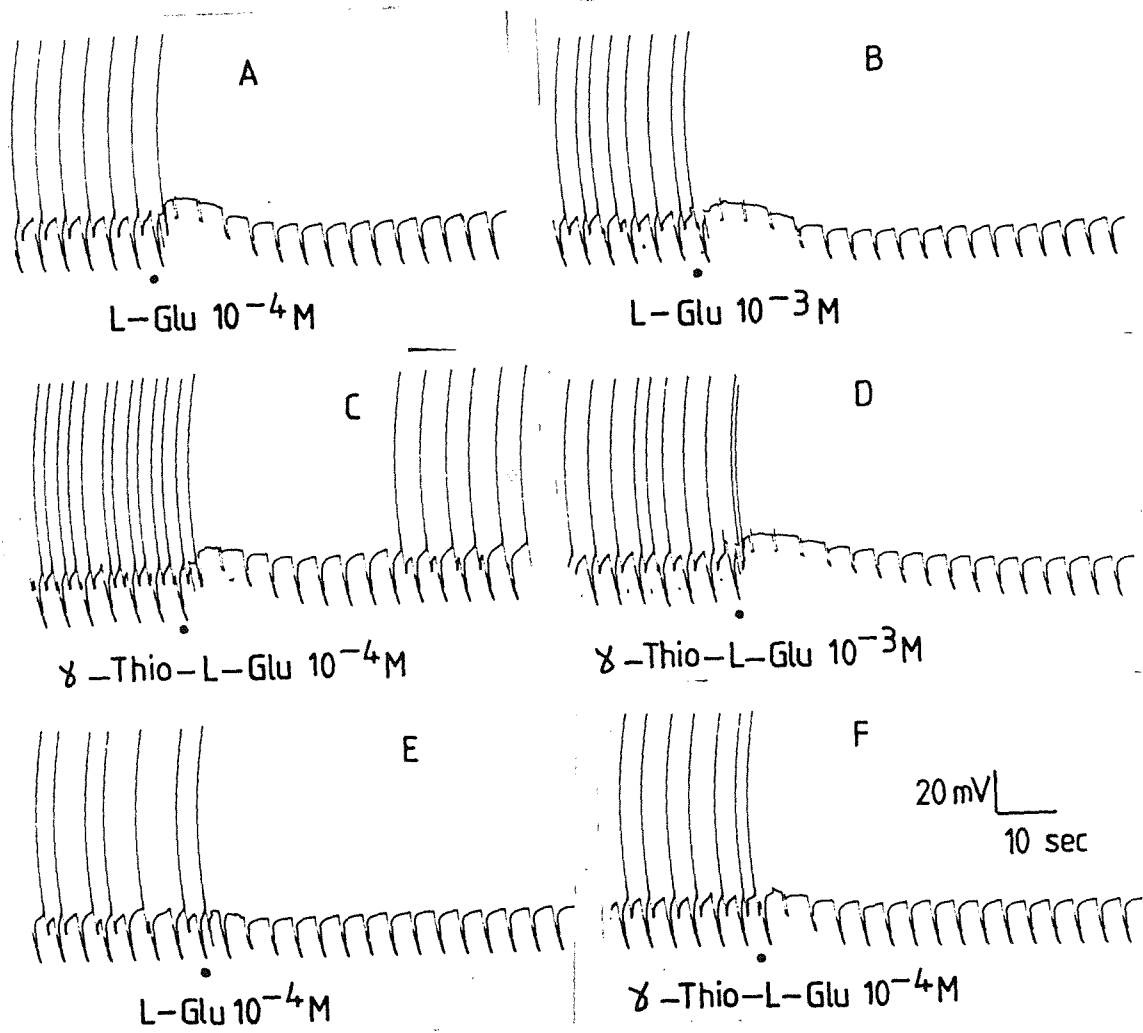 A
B
L-Glu 10⁻⁴M
L-Glu 10⁻³M
C
D
γ-Thio-L-Glu 10⁻⁴M
γ-Thio-L-Glu 10⁻³M
E
F
20 mV
10 sec
L-Glu 10⁻⁴M
γ-Thio-L-Glu 10⁻⁴M